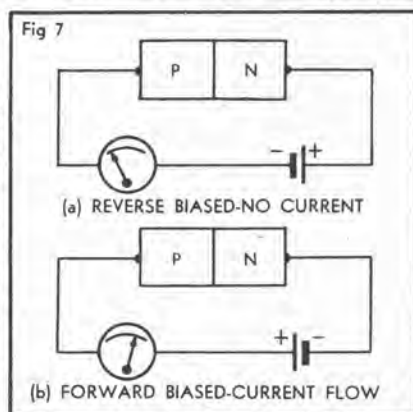 Fig 7
P N
- +
(a) REVERSE BIASED-NO CURRENT
P N
+ -
(b) FORWARD BIASED-CURRENT FLOW